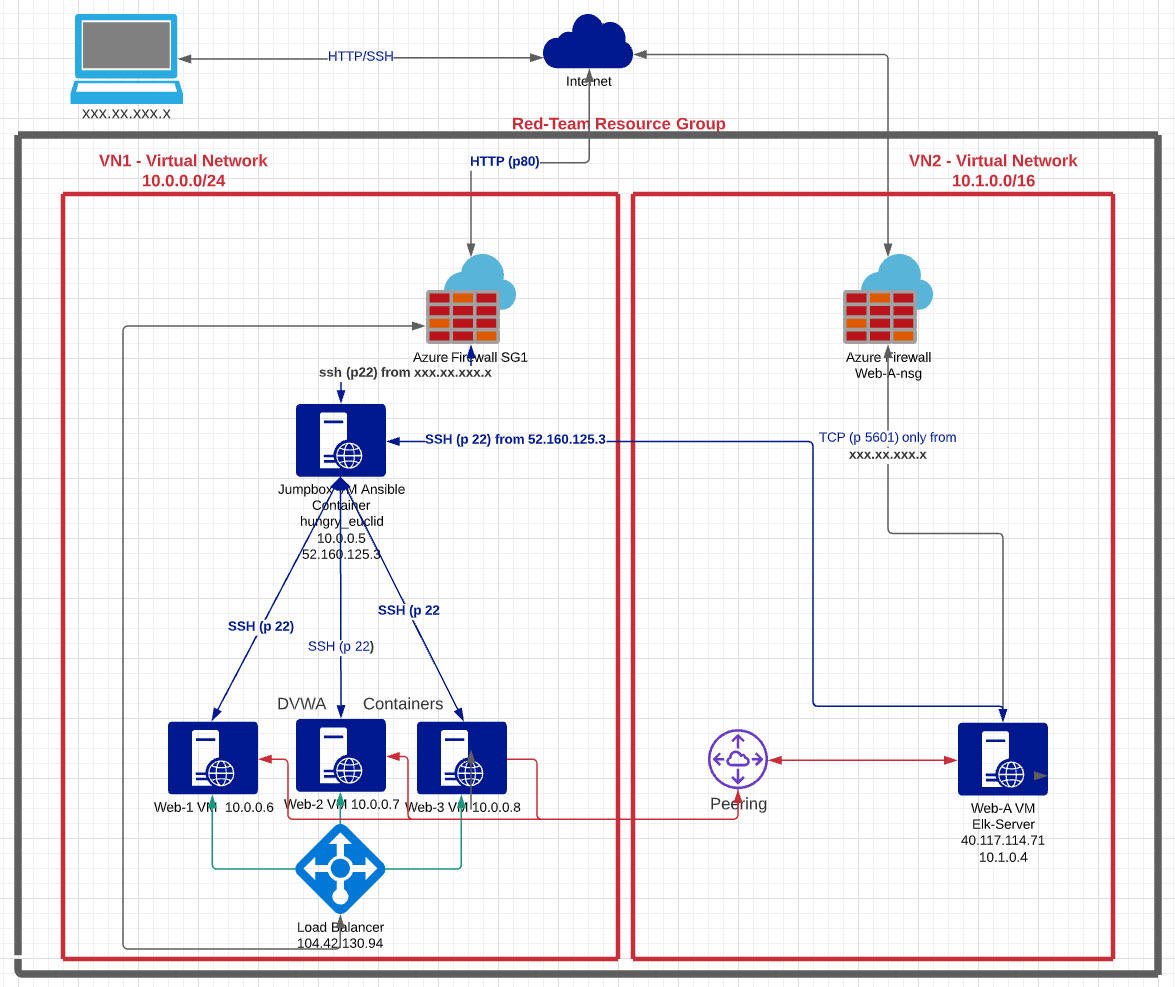 HTTP/SSH
Internet
xxx.xx.xxx.x
Red-Team Resource Group
VN1 - Virtual Network
10.0.0.0/24
HTTP (p80)
VN2 - Virtual Network
10.1.0.0/16
Azure Firewall SG1
ssh (p22) from xxx.xx.xxx.x
Azure Firewall
Web-A-nsg
SSH (p 22) from 52.160.125.3
TCP (p 5601) only from
xxx.xx.xxx.x
Jumpbox VM Ansible
Container
hungry_euclid
10.0.0.5
52.160.125.3
SSH (p 22)
SSH (p 22)
SSH (p 22
DVWA Containers
Web-1 VM 10.0.0.6
Web-2 VM 10.0.0.7
Web-3 VM 10.0.0.8
Peering
Web-A VM
Elk-Server
40.117.114.71
10.1.0.4
Load Balancer
104.42.130.94